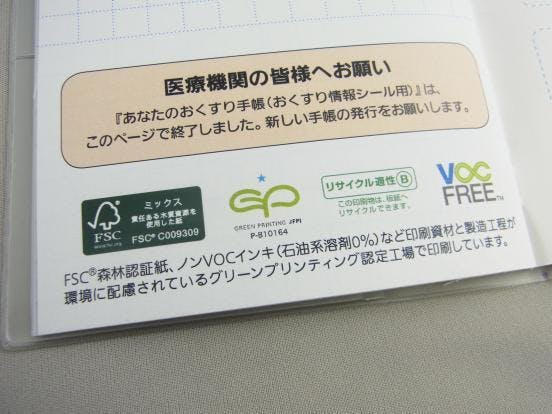 医療機関の皆様へお願い
『あなたのおくすり手帳(おくすり情報シール用)』は、
このページで終了しました。新しい手帳の発行をお願いします。
FSC
www.fsc.org
ミックス
責任ある木質資源を
使用した紙
FSC® C009309
GP
GREEN PRINTING JFPI
P-B10164
リサイクル適性Ⓑ
この印刷物は、板紙へ
リサイクルできます。
VOC
FREE™
FSC®森林認証紙、ノンVOCインキ(石油系溶剤0%)など印刷資材と製造工程が
環境に配慮されているグリーンプリンティング認定工場で印刷しています。